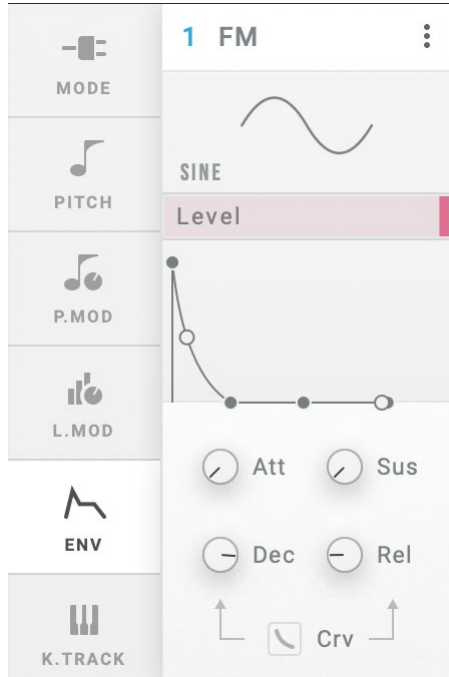 1 FM
MODE
SINE
PITCH
Level
P.MOD
L.MOD
Att
Sus
ENV
Dec
Rel
Crv
K.TRACK